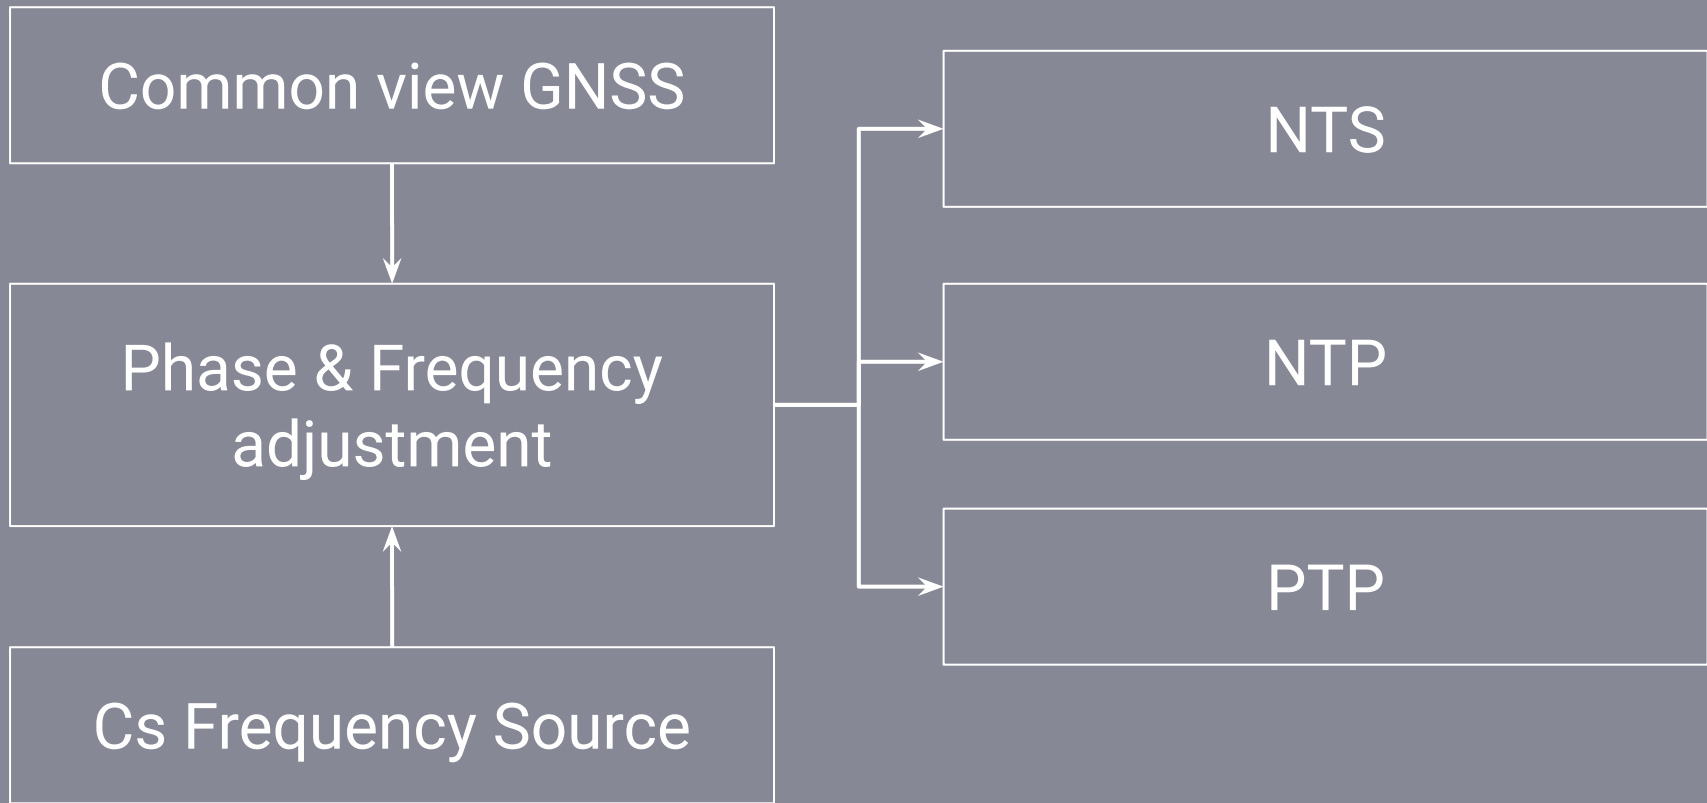 Common view GNSS
Phase & Frequency
adjustment
Cs Frequency Source
NTS
NTP
PTP